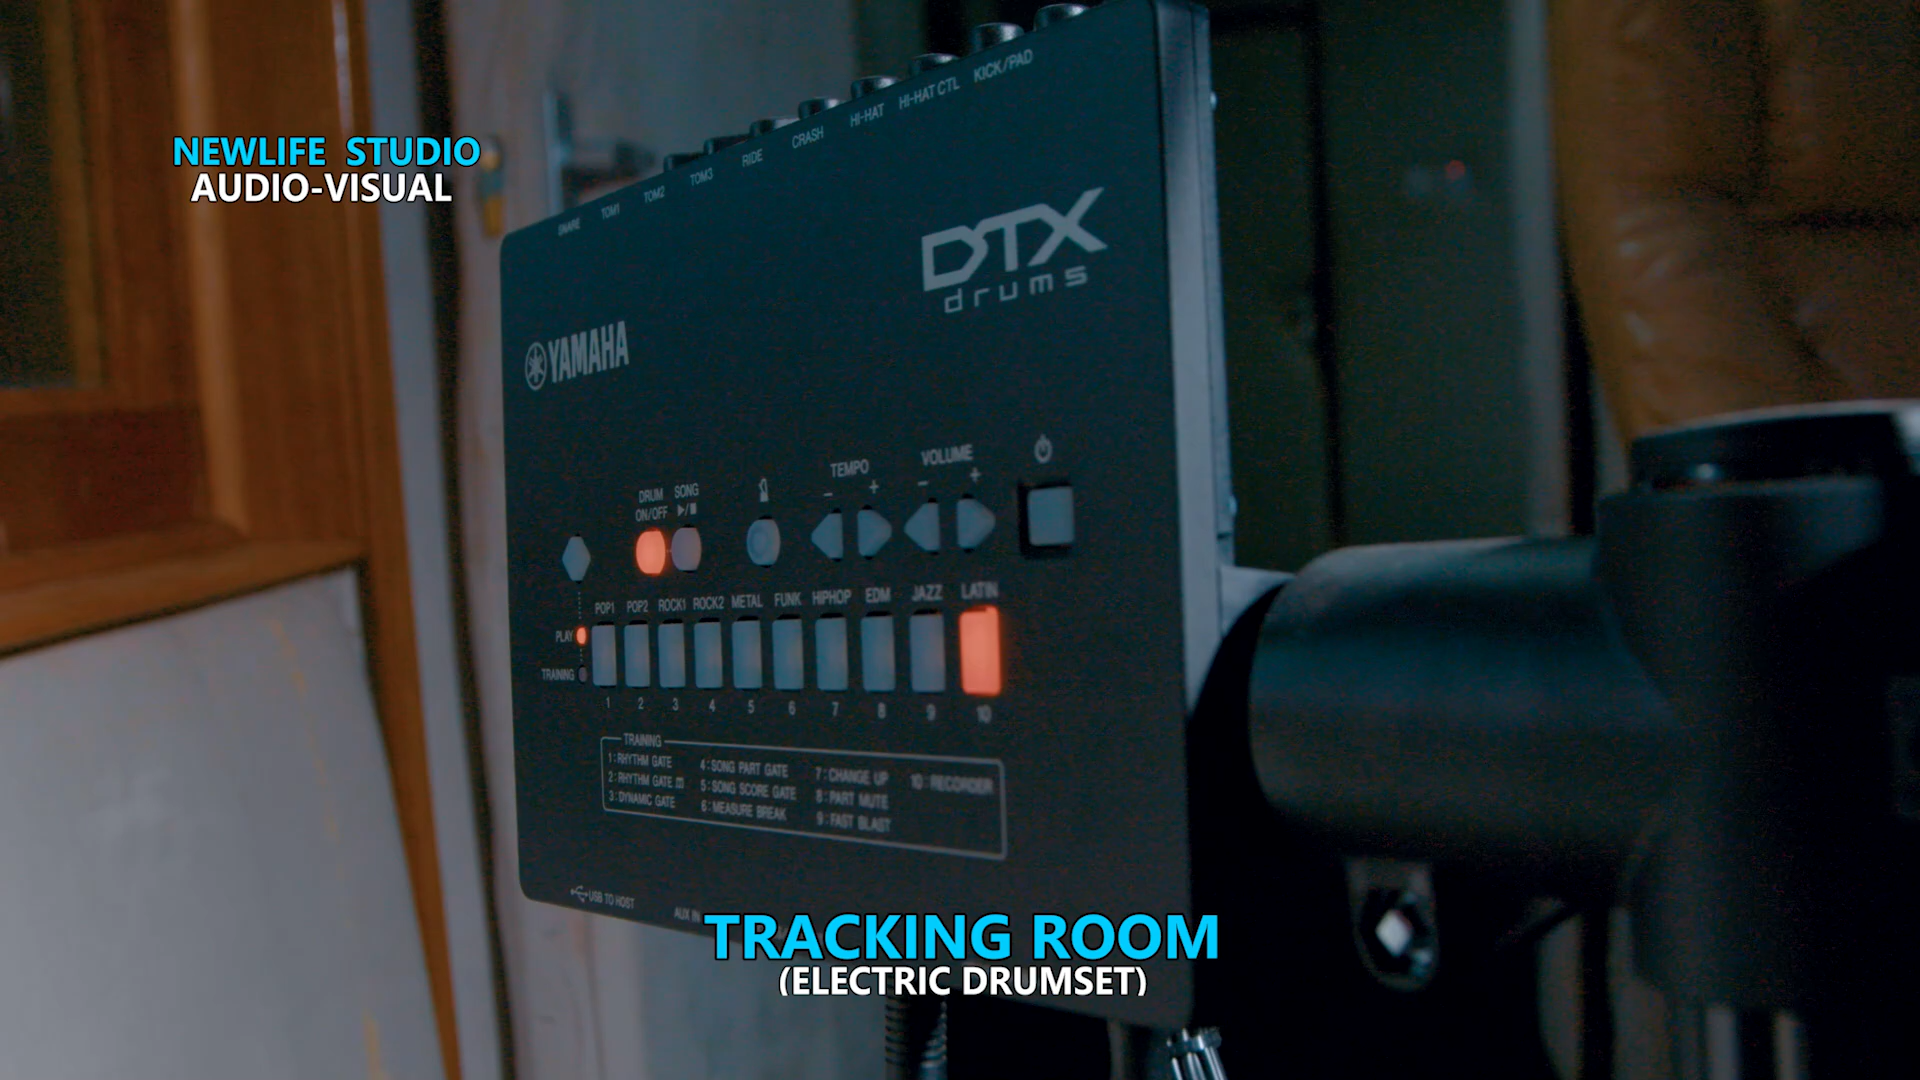 NEWLIFE STUDIO
AUDIO-VISUAL
SNARE TOM1 TOM2 TOM3 RIDE CRASH HI-HAT HI-HAT CTL KICK/PAD
DTX
drums
YAMAHA
DRUM ON/OFF
SONG
TEMPO
- +
VOLUME
- +
POP1 POP2 ROCK1 ROCK2 METAL FUNK HIPHOP EDM JAZZ LATIN
PLAY
TRAINING
1 2 3 4 5 6 7 8 9 10
TRAINING
1 : RHYTHM GATE
2 : RHYTHM GATE
3 : DYNAMIC GATE
4 : SONG PART GATE
5 : SONG SCORE GATE
6 : MEASURE BREAK
7 : CHANGE UP
8 : PART MUTE
9 : FAST BLAST
10 : RECORDER
USB TO HOST
AUX IN
TRACKING ROOM
(ELECTRIC DRUMSET)